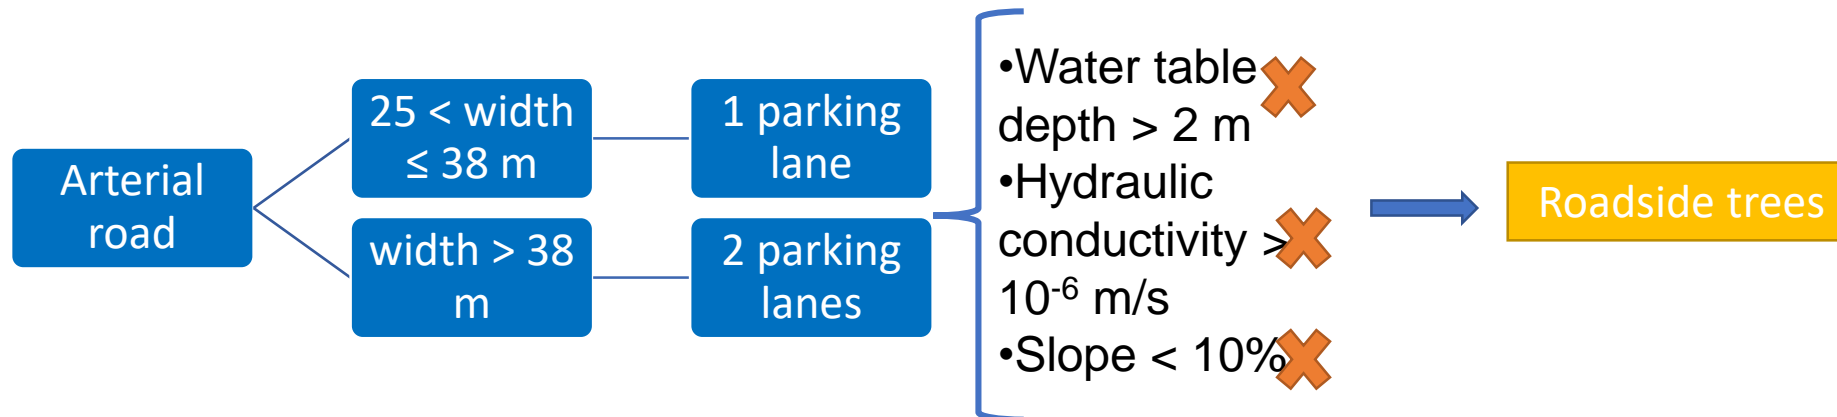 Arterial
road
25 < width
≤ 38 m
width > 38
m
1 parking
lane
2 parking
lanes
•Water table
depth > 2 m
•Hydraulic
conductivity >
10⁻⁶ m/s
•Slope < 10%
Roadside trees